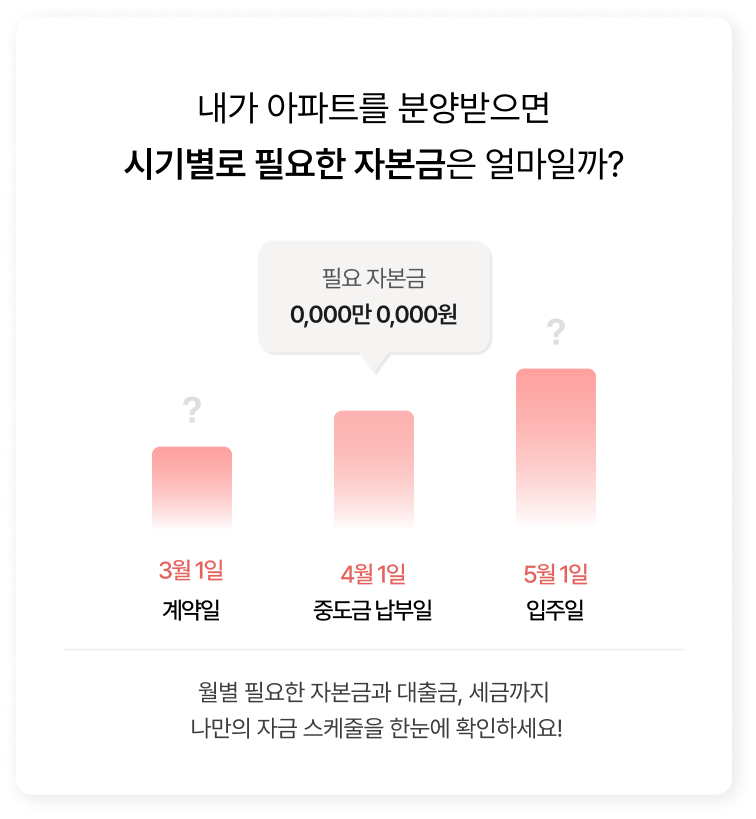 내가 아파트를 분양받으면
시기별로 필요한 자본금은 얼마일까?
필요 자본금
0,000만 0,000원
?
?
3월 1일
계약일
4월 1일
중도금 납부일
5월 1일
입주일
월별 필요한 자본금과 대출금, 세금까지
나만의 자금 스케줄을 한눈에 확인하세요!